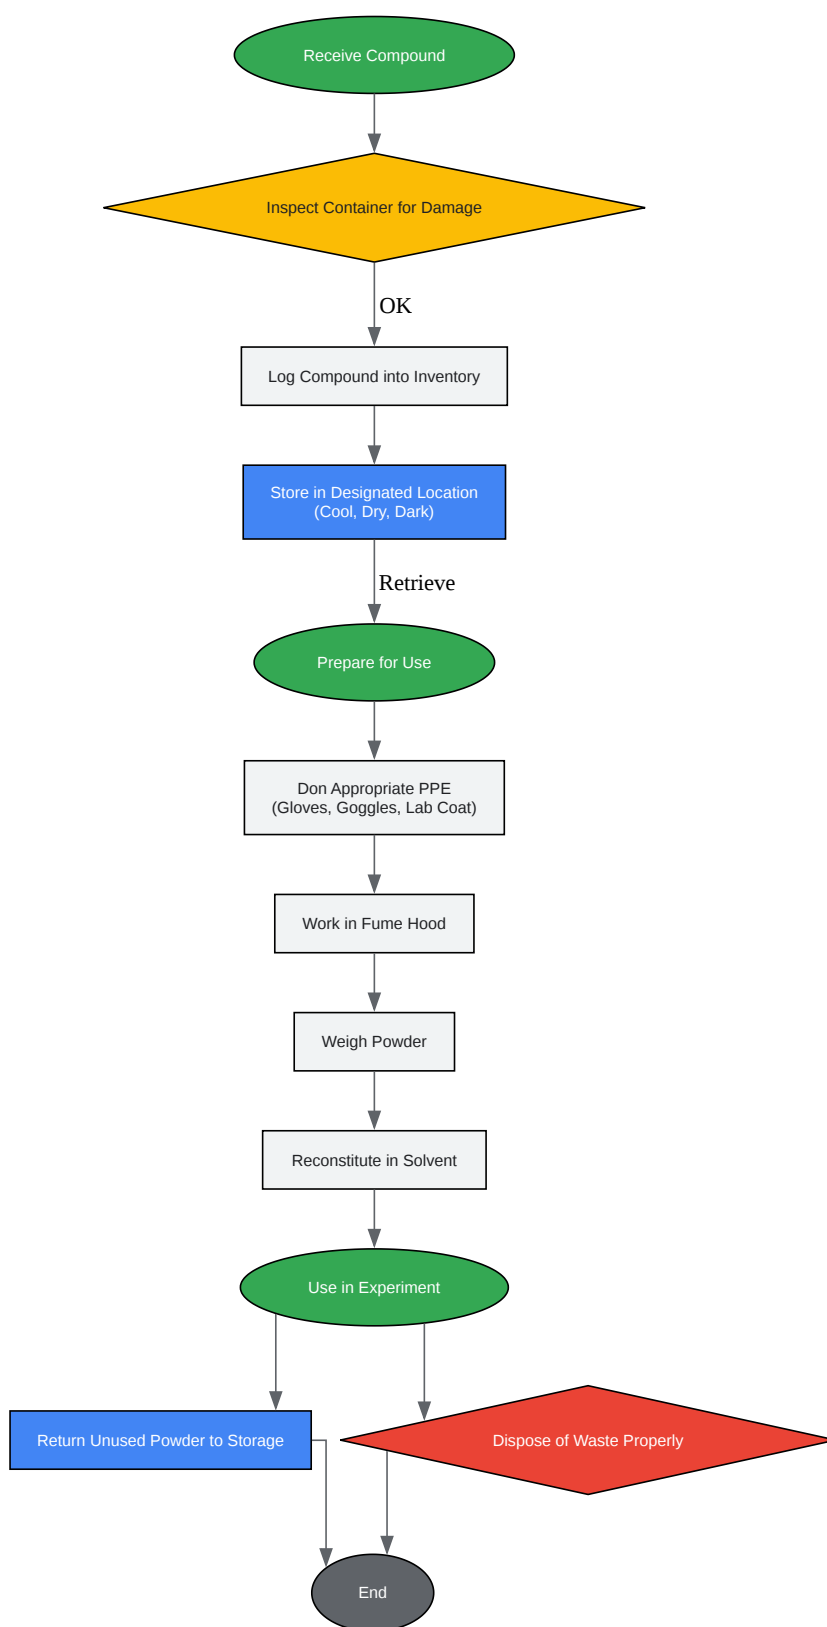 Receive Compound
Inspect Container for Damage
OK
Log Compound into Inventory
Store in Designated Location
(Cool, Dry, Dark)
Retrieve
Prepare for Use
Don Appropriate PPE
(Gloves, Goggles, Lab Coat)
Work in Fume Hood
Weigh Powder
Reconstitute in Solvent
Use in Experiment
Return Unused Powder to Storage
Dispose of Waste Properly
End